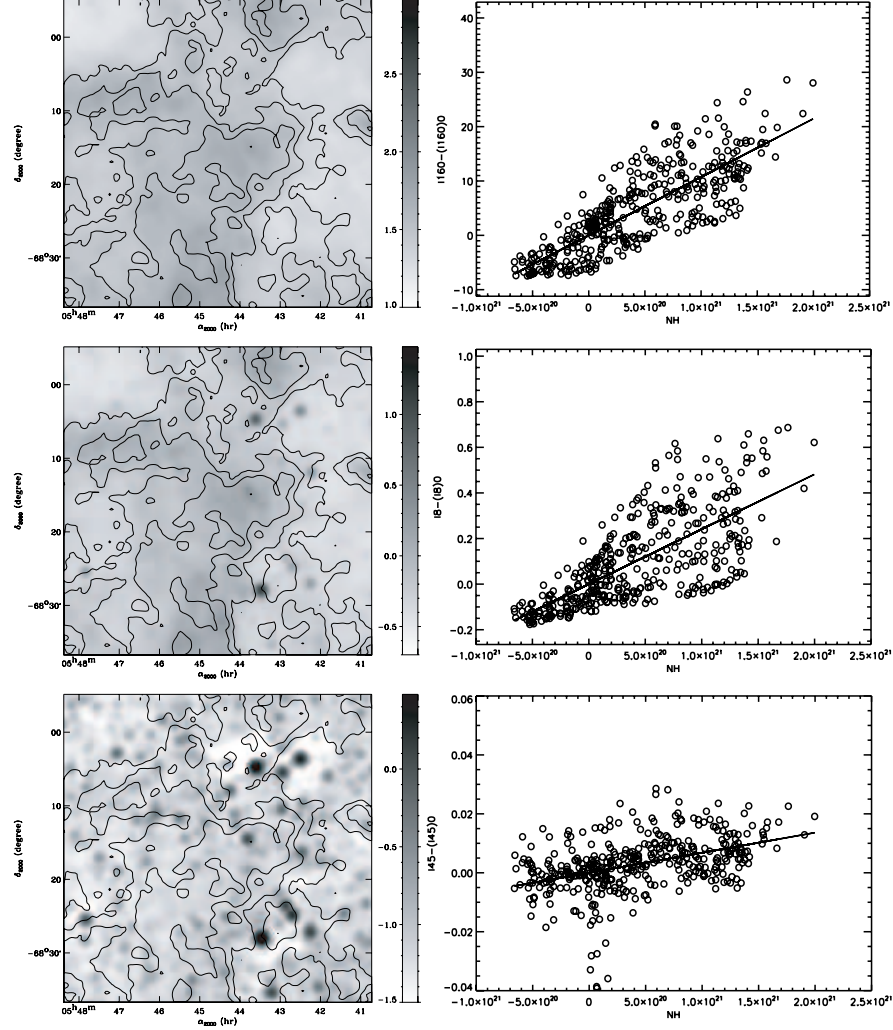 00
10
20
−68°30'
δ2000 (degree)
05h48m 47 46 45 44 43 42 41
α2000 (hr)
2.5
2.0
1.5
1.0
40
30
20
10
0
−10
I160−(I160)0
−1.0×10^21 −5.0×10^20 0 5.0×10^20 1.0×10^21 1.5×10^21 2.0×10^21 2.5×10^21
NH
00
10
20
−68°30'
δ2000 (degree)
05h48m 47 46 45 44 43 42 41
α2000 (hr)
1.0
0.5
0.0
−0.5
1.0
0.8
0.6
0.4
0.2
0.0
−0.2
I8−(I8)0
−1.0×10^21 −5.0×10^20 0 5.0×10^20 1.0×10^21 1.5×10^21 2.0×10^21 2.5×10^21
NH
00
10
20
−68°30'
δ2000 (degree)
05h48m 47 46 45 44 43 42 41
α2000 (hr)
0.0
−0.5
−1.0
−1.5
0.06
0.04
0.02
0.00
−0.02
−0.04
I45−(I45)0
−1.0×10^21 −5.0×10^20 0 5.0×10^20 1.0×10^21 1.5×10^21 2.0×10^21 2.5×10^21
NH